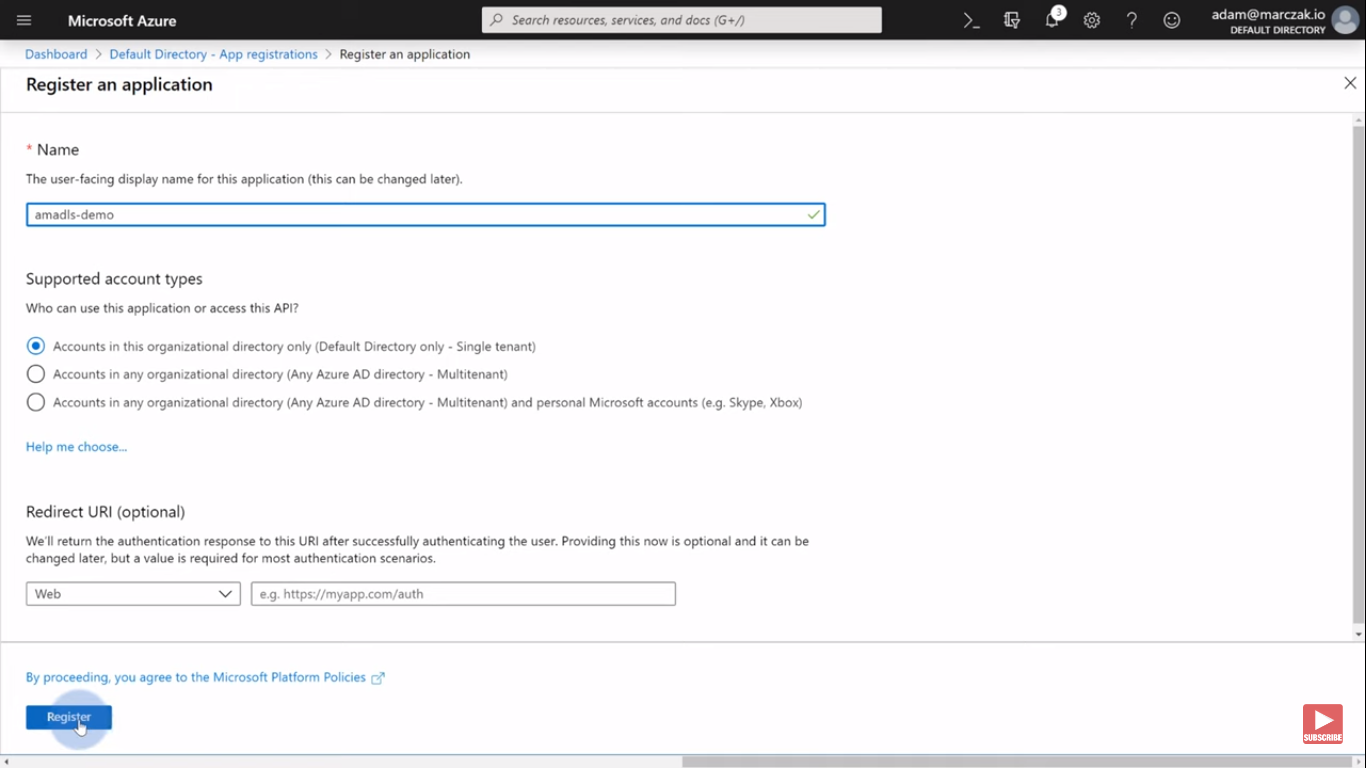 Microsoft Azure
Search resources, services, and docs (G+/)
3
adam@marczak.io
DEFAULT DIRECTORY
Dashboard > Default Directory - App registrations > Register an application
Register an application
* Name
The user-facing display name for this application (this can be changed later).
amadls-demo
Supported account types
Who can use this application or access this API?
Accounts in this organizational directory only (Default Directory only - Single tenant)
Accounts in any organizational directory (Any Azure AD directory - Multitenant)
Accounts in any organizational directory (Any Azure AD directory - Multitenant) and personal Microsoft accounts (e.g. Skype, Xbox)
Help me choose...
Redirect URI (optional)
We'll return the authentication response to this URI after successfully authenticating the user. Providing this now is optional and it can be
changed later, but a value is required for most authentication scenarios.
Web
e.g. https://myapp.com/auth
By proceeding, you agree to the Microsoft Platform Policies
Register
SUBSCRIBE